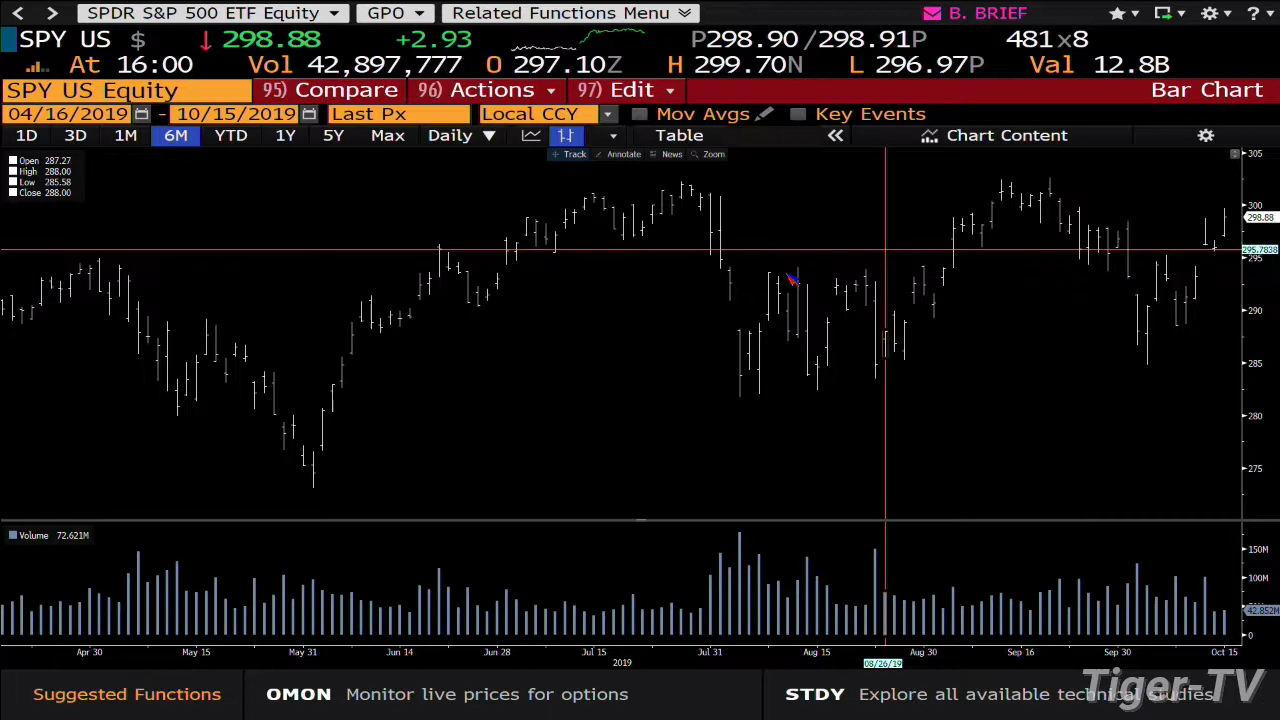 SPDR S&P 500 ETF Equity GPO Related Functions Menu B. BRIEF
SPY US $ ↓ 298.88 +2.93 P298.90 /298.91P 481x8
At 16:00 Vol 42,897,777 O 297.10Z H 299.70N L 296.97P Val 12.8B
SPY US Equity 95) Compare 96) Actions 97) Edit Bar Chart
04/16/2019 - 10/15/2019 Last Px Local CCY Mov Avgs Key Events
1D 3D 1M 6M YTD 1Y 5Y Max Daily ▼ Table « Chart Content
Track Annotate News Zoom
Open 287.27
High 288.00
Low 285.58
Close 288.00
305
300
298.88
295.7838
295
290
285
280
275
Volume 72.621M
150M
100M
42.852M
0
Apr 30 May 15 May 31 Jun 14 Jun 28 Jul 15 Jul 31 Aug 15 Aug 30 Sep 16 Sep 30 Oct 15
2019 08/26/19
Suggested Functions OMON Monitor live prices for options STDY Explore all available technical studies
Tiger-TV